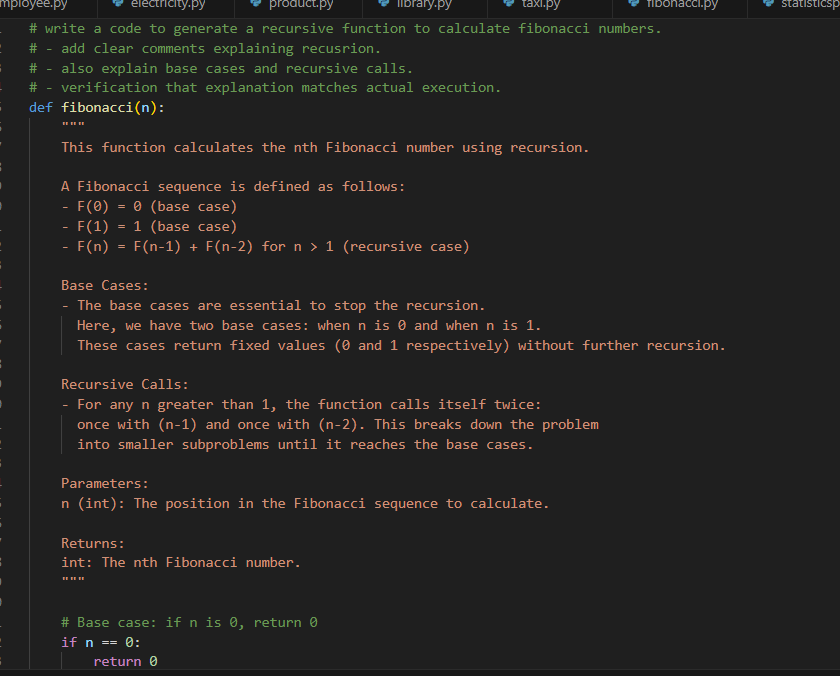 mployee.py electricity.py product.py library.py taxi.py fibonacci.py statisticsp
# write a code to generate a recursive function to calculate fibonacci numbers.
# - add clear comments explaining recusrion.
# - also explain base cases and recursive calls.
# - verification that explanation matches actual execution.
def fibonacci(n):
"""
This function calculates the nth Fibonacci number using recursion.
A Fibonacci sequence is defined as follows:
- F(0) = 0 (base case)
- F(1) = 1 (base case)
- F(n) = F(n-1) + F(n-2) for n > 1 (recursive case)
Base Cases:
- The base cases are essential to stop the recursion.
Here, we have two base cases: when n is 0 and when n is 1.
These cases return fixed values (0 and 1 respectively) without further recursion.
Recursive Calls:
- For any n greater than 1, the function calls itself twice:
once with (n-1) and once with (n-2). This breaks down the problem
into smaller subproblems until it reaches the base cases.
Parameters:
n (int): The position in the Fibonacci sequence to calculate.
Returns:
int: The nth Fibonacci number.
"""
# Base case: if n is 0, return 0
if n == 0:
return 0